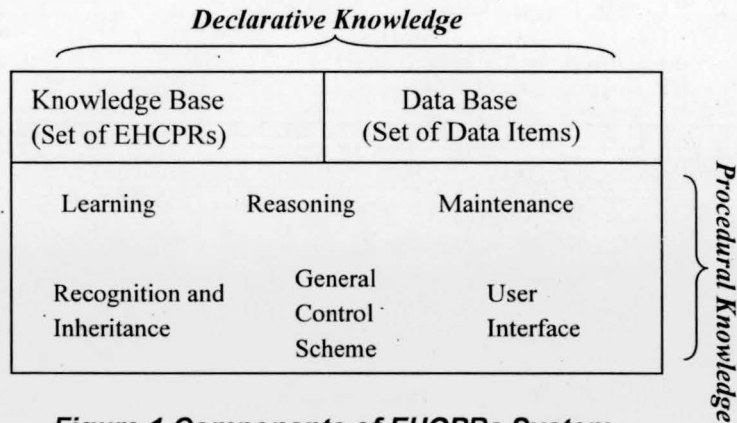 Declarative Knowledge
Knowledge Base
(Set of EHCPRs)
Data Base
(Set of Data Items)
Learning Reasoning Maintenance
Recognition and
Inheritance
General
Control
Scheme
User
Interface
Procedural Knowledge
Figure 1 Components of EHCPRs System